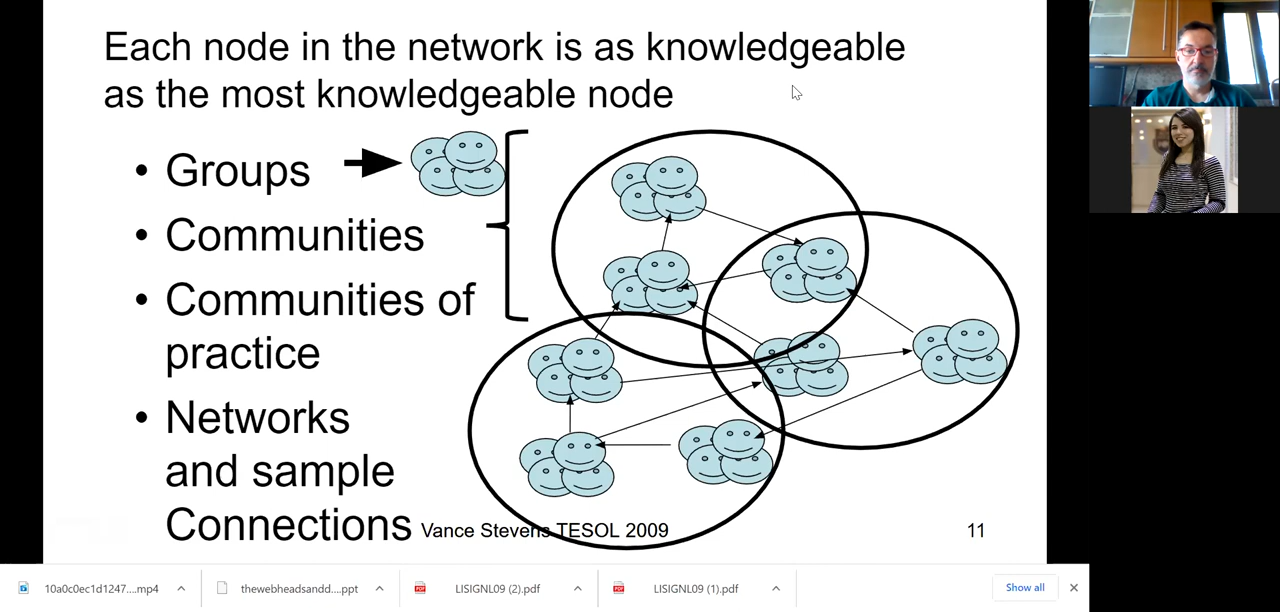 Each node in the network is as knowledgeable
as the most knowledgeable node
• Groups
• Communities
• Communities of
practice
• Networks
and sample
Connections
Vance Stevens TESOL 2009
11
10a0c0ec1d1247....mp4
thewebheadsandd....ppt
LISIGNL09 (2).pdf
LISIGNL09 (1).pdf
Show all